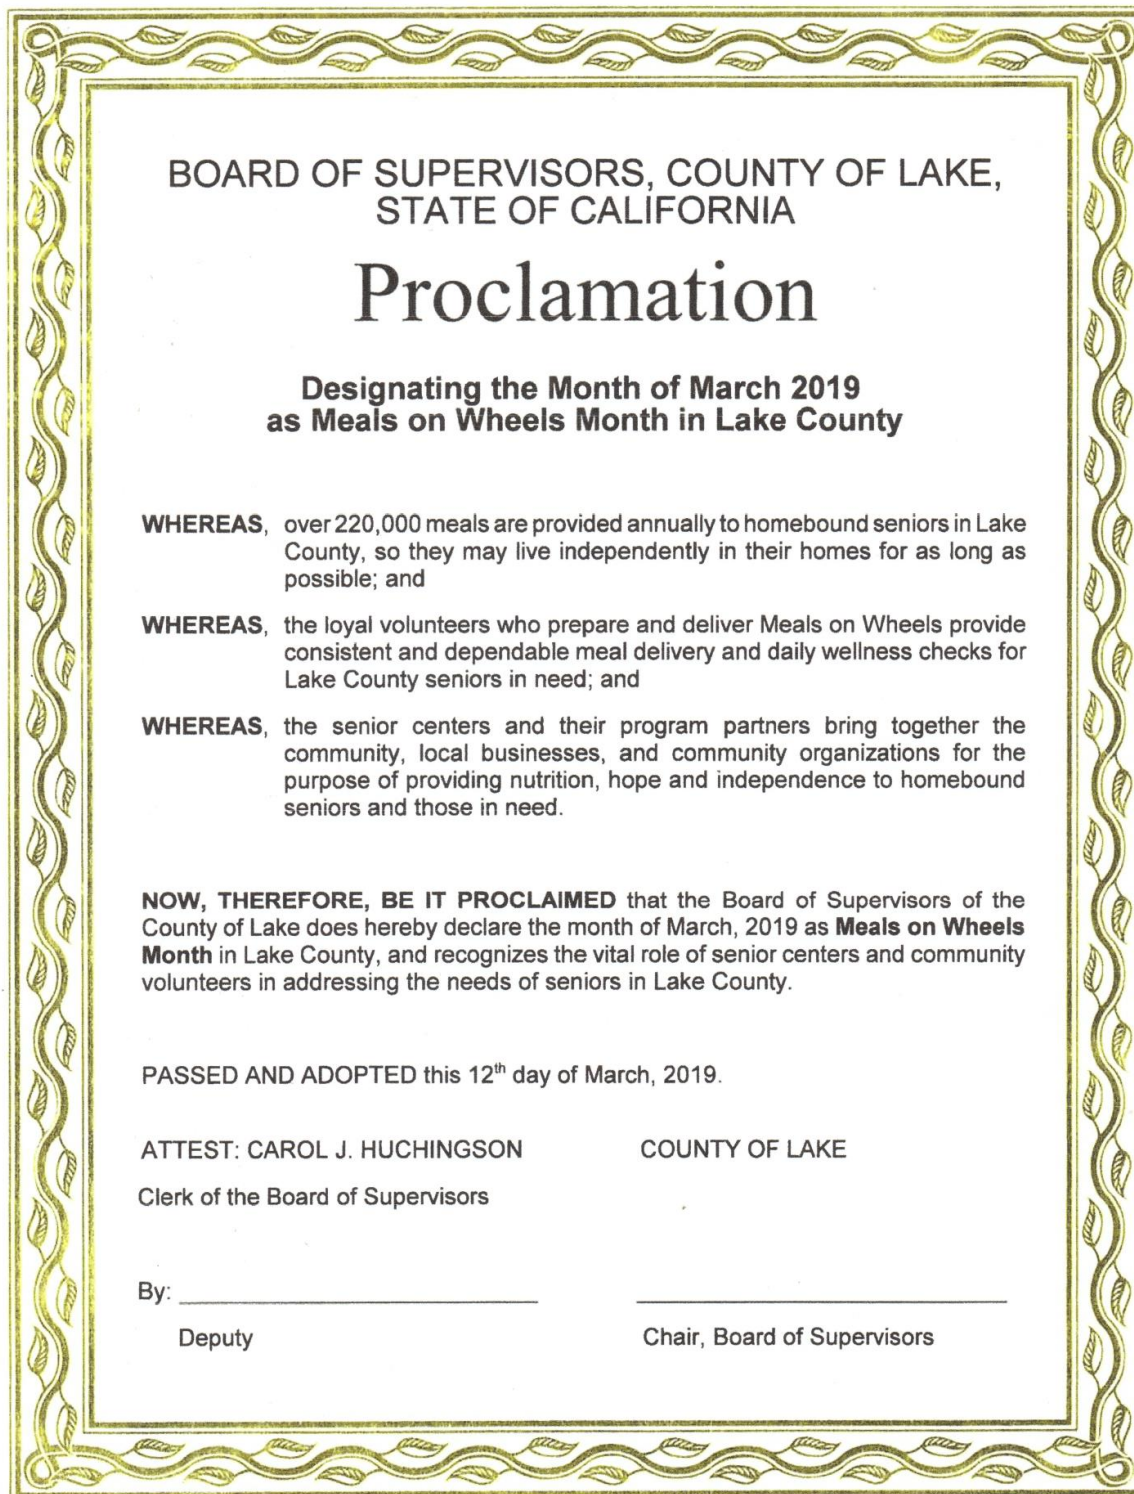 BOARD OF SUPERVISORS, COUNTY OF LAKE,
STATE OF CALIFORNIA
Proclamation
Designating the Month of March 2019
as Meals on Wheels Month in Lake County
WHEREAS, over 220,000 meals are provided annually to homebound seniors in Lake
County, so they may live independently in their homes for as long as
possible; and
WHEREAS, the loyal volunteers who prepare and deliver Meals on Wheels provide
consistent and dependable meal delivery and daily wellness checks for
Lake County seniors in need; and
WHEREAS, the senior centers and their program partners bring together the
community, local businesses, and community organizations for the
purpose of providing nutrition, hope and independence to homebound
seniors and those in need.
NOW, THEREFORE, BE IT PROCLAIMED that the Board of Supervisors of the
County of Lake does hereby declare the month of March, 2019 as Meals on Wheels
Month in Lake County, and recognizes the vital role of senior centers and community
volunteers in addressing the needs of seniors in Lake County.
PASSED AND ADOPTED this 12th day of March, 2019.
ATTEST: CAROL J. HUCHINGSON COUNTY OF LAKE
Clerk of the Board of Supervisors
By:
Deputy Chair, Board of Supervisors